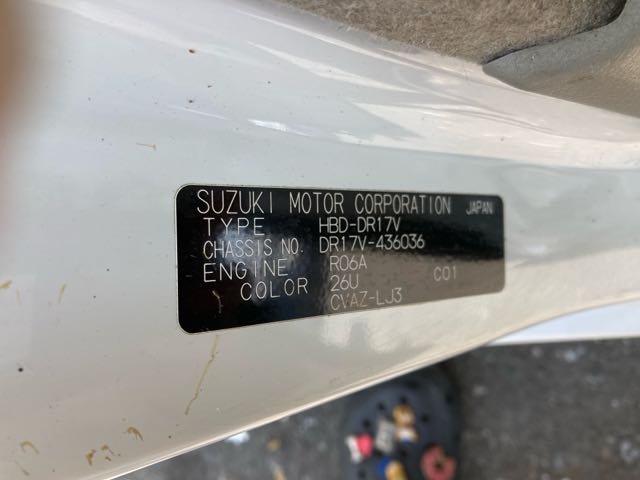 SUZUKI MOTOR CORPORATION JAPAN
TYPE HBD-DR17V
CHASSIS NO. DR17V-436036
ENGINE R06A C01
COLOR 26U
CVAZ-LJ3